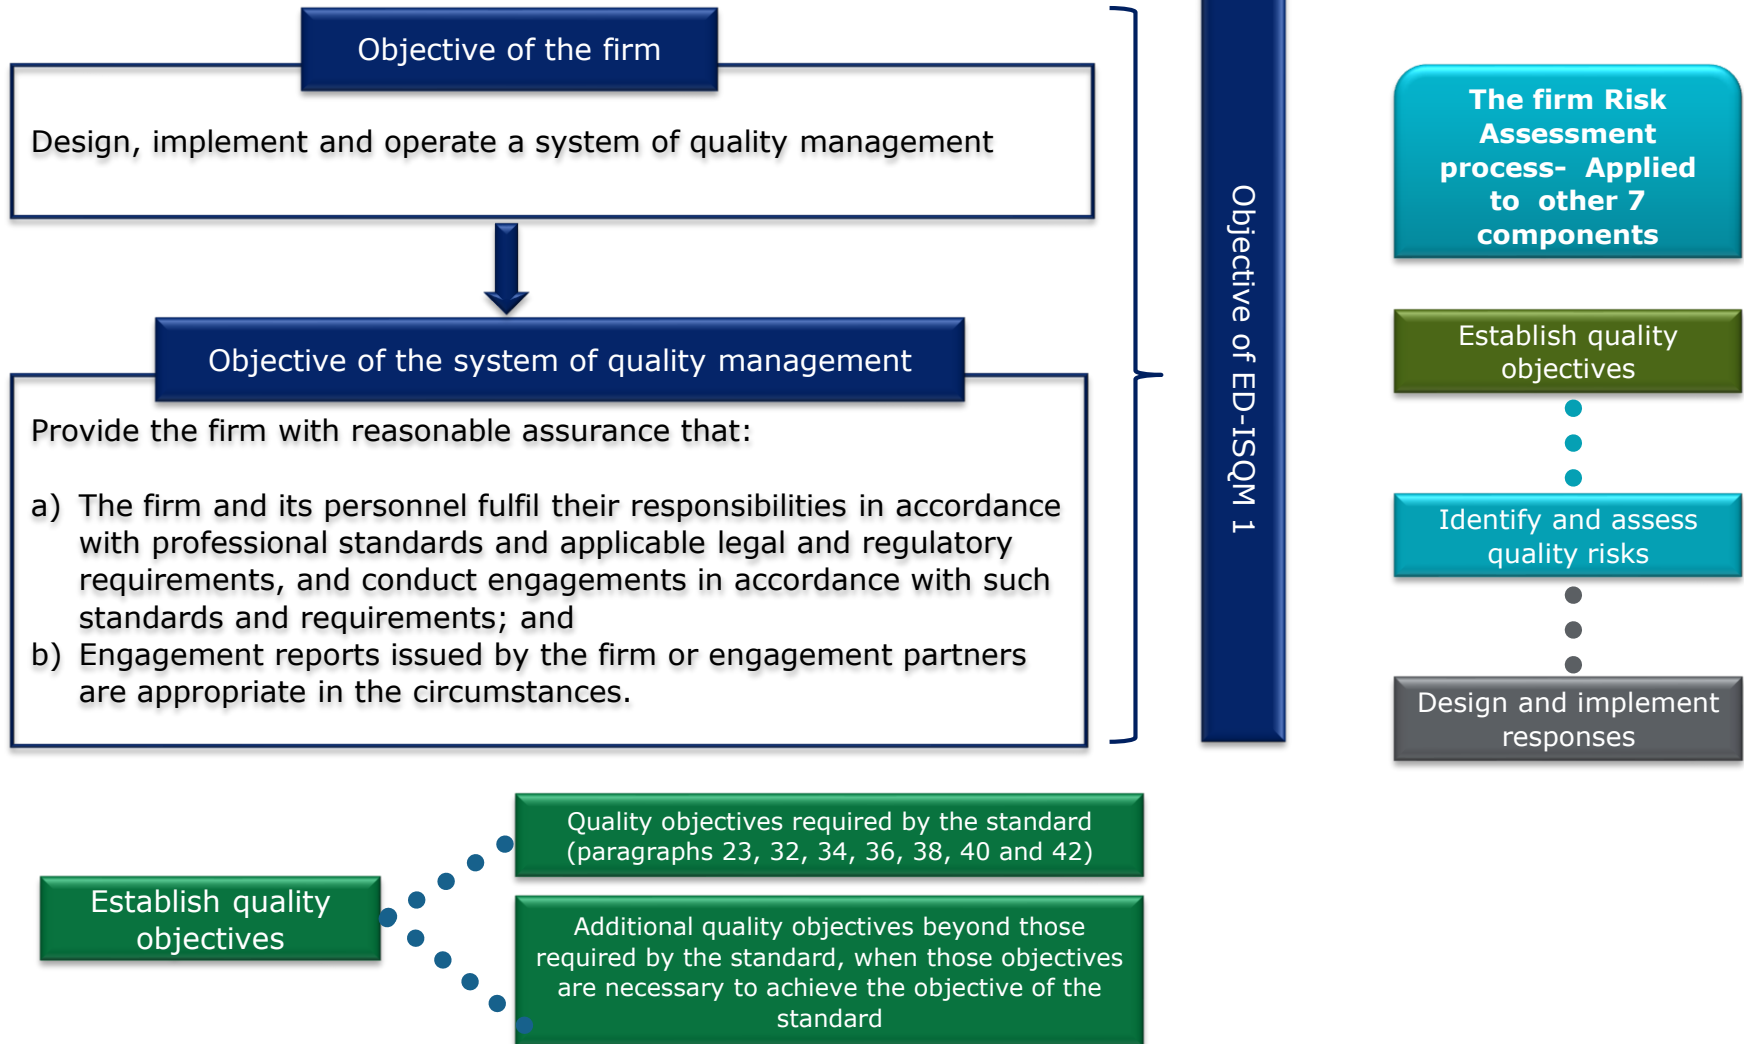 Objective of the firm
Design, implement and operate a system of quality management
Objective of the system of quality management
Provide the firm with reasonable assurance that:
a) The firm and its personnel fulfil their responsibilities in accordance
with professional standards and applicable legal and regulatory
requirements, and conduct engagements in accordance with such
standards and requirements; and
b) Engagement reports issued by the firm or engagement partners
are appropriate in the circumstances.
Objective of ED-ISQM 1
The firm Risk
Assessment
process- Applied
to other 7
components
Establish quality
objectives
Identify and assess
quality risks
Design and implement
responses
Establish quality
objectives
Quality objectives required by the standard
(paragraphs 23, 32, 34, 36, 38, 40 and 42)
Additional quality objectives beyond those
required by the standard, when those objectives
are necessary to achieve the objective of the
standard